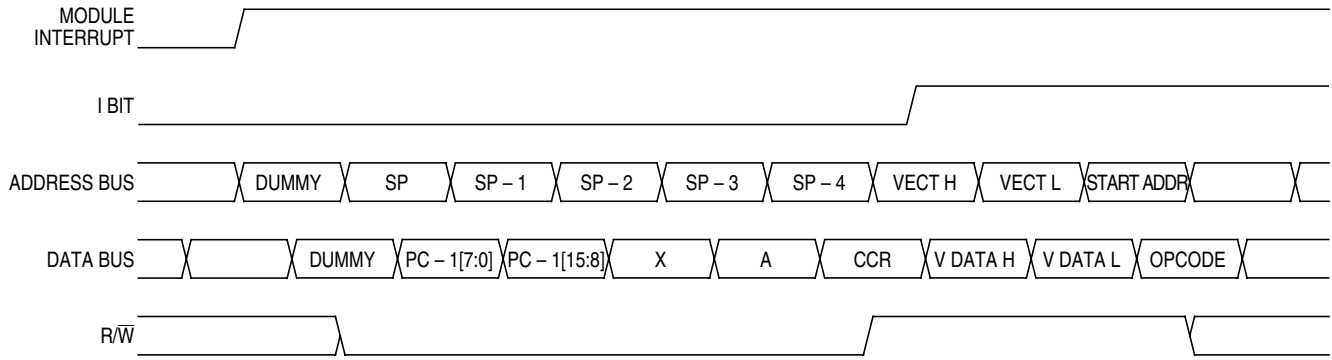 MODULE
INTERRUPT
I BIT
ADDRESS BUS DUMMY SP SP – 1 SP – 2 SP – 3 SP – 4 VECT H VECT L START ADDR
DATA BUS DUMMY PC – 1[7:0] PC – 1[15:8] X A CCR V DATA H V DATA L OPCODE
R/W̅